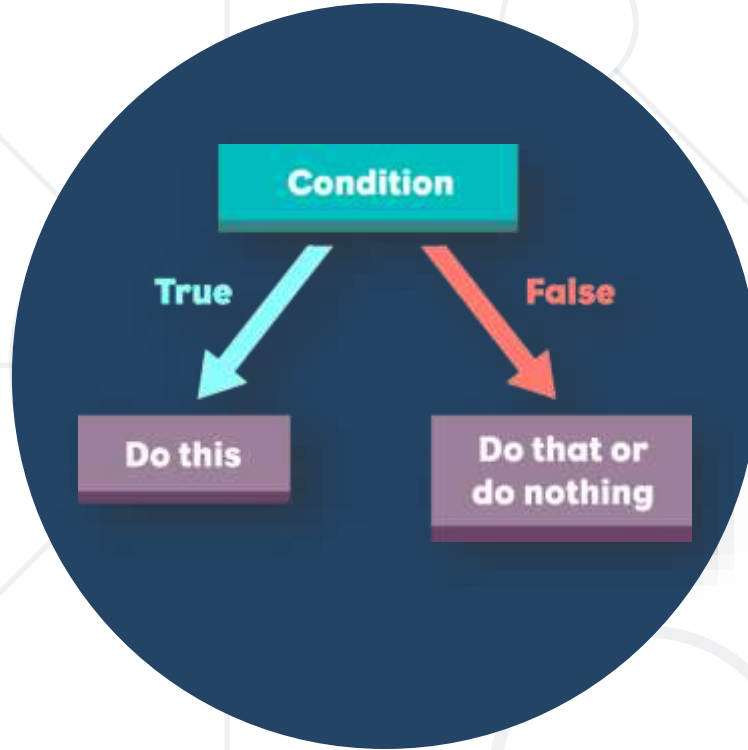 Condition
True
False
Do this
Do that or
do nothing